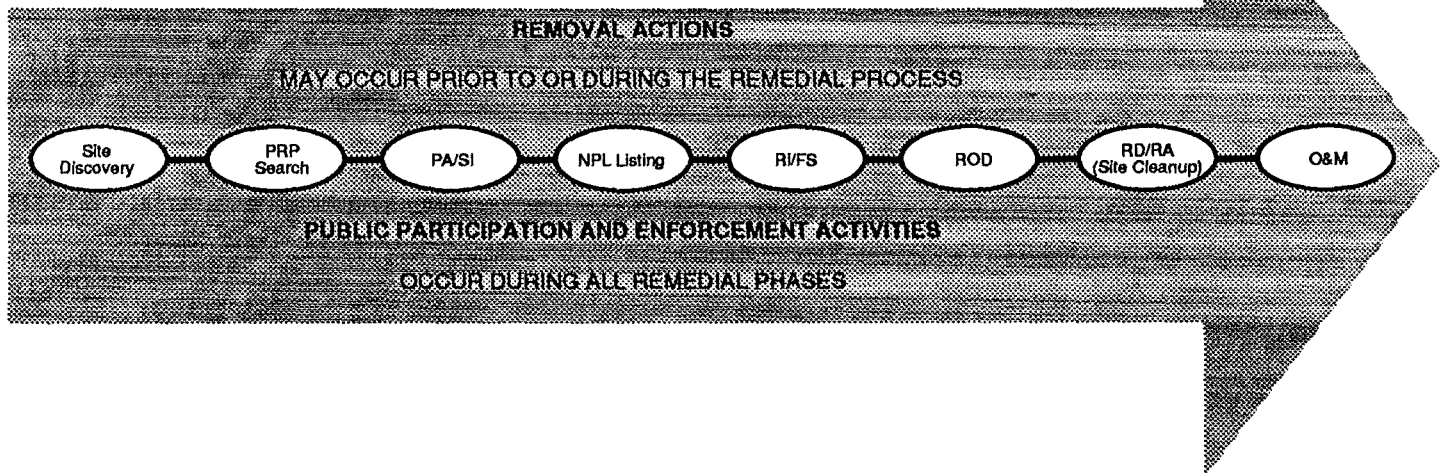 REMOVAL ACTIONS
MAY OCCUR PRIOR TO OR DURING THE REMEDIAL PROCESS
Site
Discovery
PRP
Search
PA/SI
NPL Listing
RI/FS
ROD
RD/RA
(Site Cleanup)
O&M
PUBLIC PARTICIPATION AND ENFORCEMENT ACTIVITIES
OCCUR DURING ALL REMEDIAL PHASES